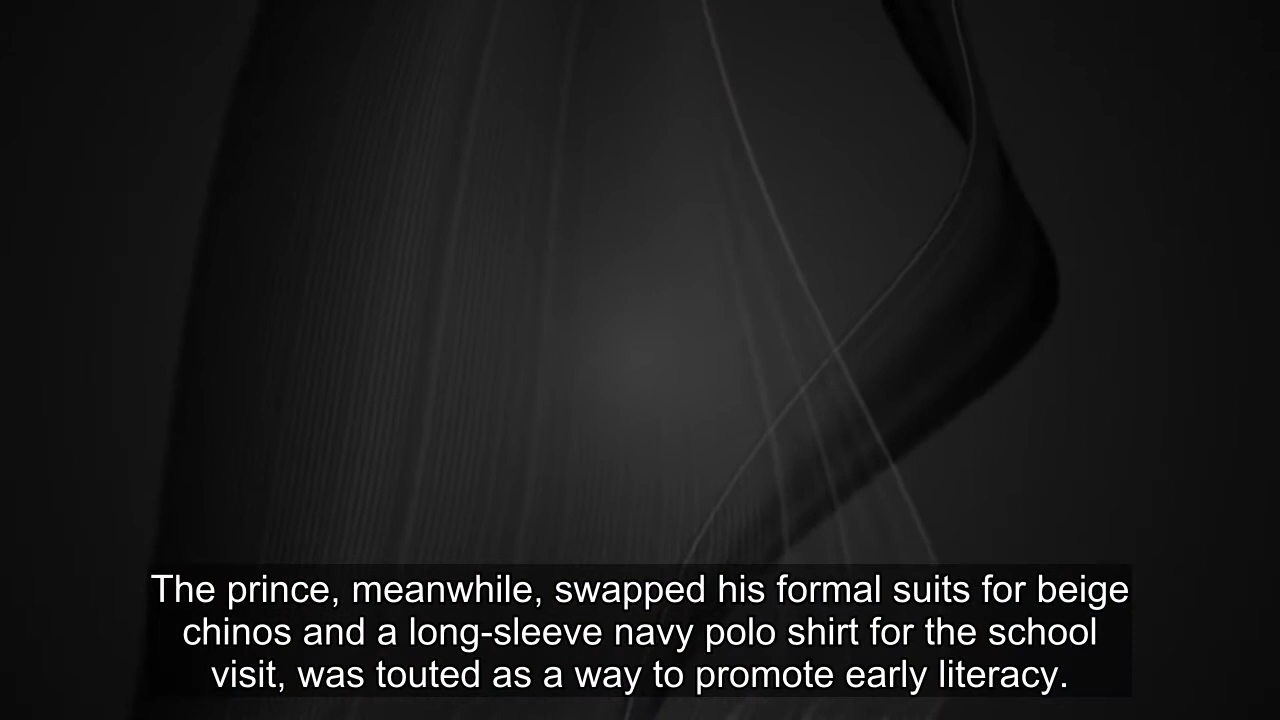 The prince, meanwhile, swapped his formal suits for beige
chinos and a long-sleeve navy polo shirt for the school
visit, was touted as a way to promote early literacy.